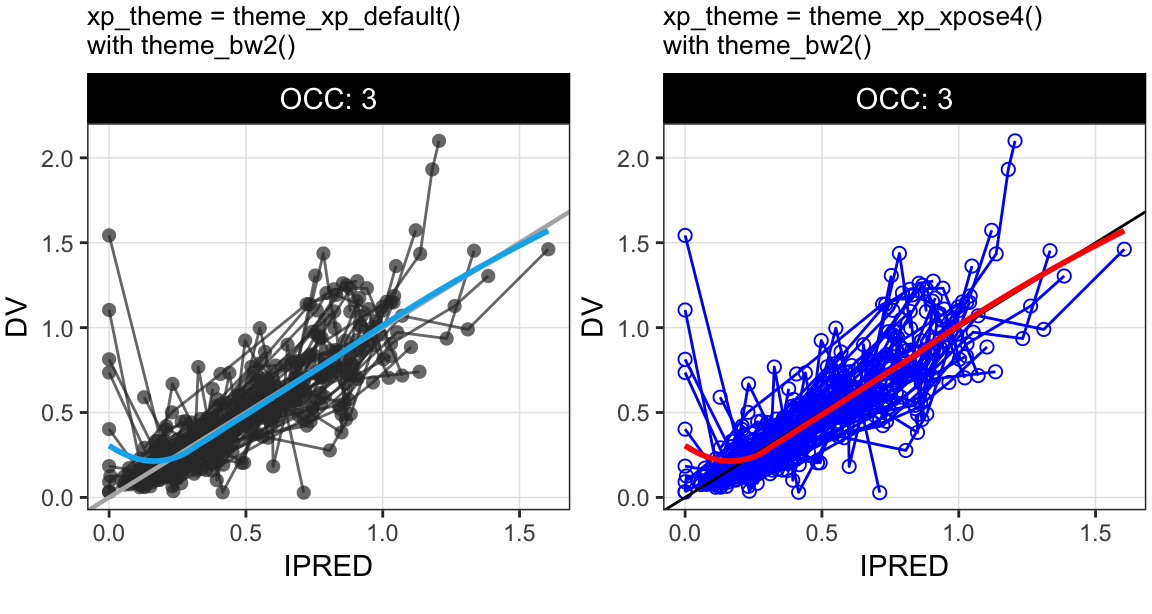 xp_theme = theme_xp_default()
with theme_bw2()
OCC: 3
DV
2.0
1.5
1.0
0.5
0.0
0.0 0.5 1.0 1.5
IPRED
xp_theme = theme_xp_xpose4()
with theme_bw2()
OCC: 3
DV
2.0
1.5
1.0
0.5
0.0
0.0 0.5 1.0 1.5
IPRED